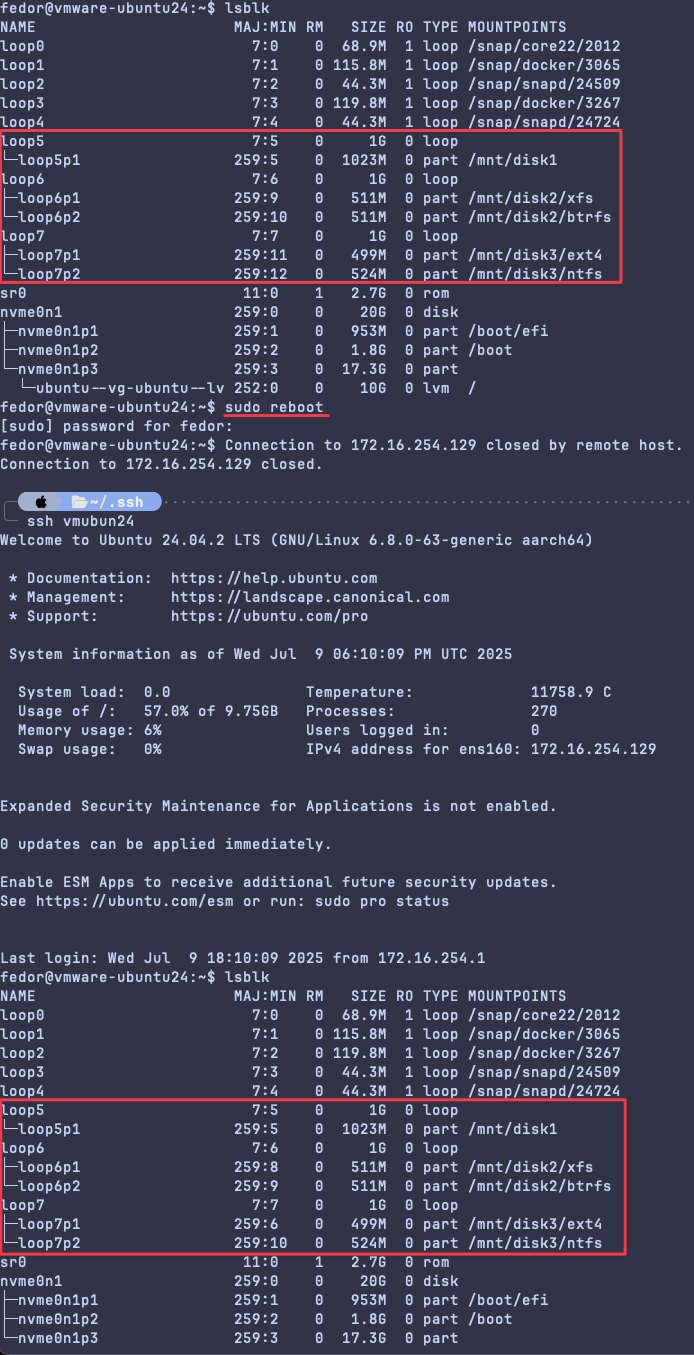 fedor@vmware-ubuntu24:~$ lsblk
NAME                      MAJ:MIN RM   SIZE RO TYPE MOUNTPOINTS
loop0                       7:0    0  68.9M  1 loop /snap/core22/2012
loop1                       7:1    0 115.8M  1 loop /snap/docker/3065
loop2                       7:2    0  44.3M  1 loop /snap/snapd/24509
loop3                       7:3    0 119.8M  1 loop /snap/docker/3267
loop4                       7:4    0  44.3M  1 loop /snap/snapd/24724
loop5                       7:5    0     1G  0 loop
└─loop5p1                 259:5    0  1023M  0 part /mnt/disk1
loop6                       7:6    0     1G  0 loop
├─loop6p1                 259:9    0   511M  0 part /mnt/disk2/xfs
└─loop6p2                 259:10   0   511M  0 part /mnt/disk2/btrfs
loop7                       7:7    0     1G  0 loop
├─loop7p1                 259:11   0   499M  0 part /mnt/disk3/ext4
└─loop7p2                 259:12   0   524M  0 part /mnt/disk3/ntfs
sr0                        11:0    1   2.7G  0 rom
nvme0n1                   259:0    0    20G  0 disk
├─nvme0n1p1               259:1    0   953M  0 part /boot/efi
├─nvme0n1p2               259:2    0   1.8G  0 part /boot
└─nvme0n1p3               259:3    0  17.3G  0 part
  └─ubuntu--vg-ubuntu--lv 252:0    0    10G  0 lvm  /
fedor@vmware-ubuntu24:~$ sudo reboot
[sudo] password for fedor:
fedor@vmware-ubuntu24:~$ Connection to 172.16.254.129 closed by remote host.
Connection to 172.16.254.129 closed.
~/.ssh
ssh vmubun24
Welcome to Ubuntu 24.04.2 LTS (GNU/Linux 6.8.0-63-generic aarch64)
 * Documentation:  https://help.ubuntu.com
 * Management:     https://landscape.canonical.com
 * Support:        https://ubuntu.com/pro
 System information as of Wed Jul  9 06:10:09 PM UTC 2025
  System load:  0.0               Temperature:             11758.9 C
  Usage of /:   57.0% of 9.75GB   Processes:               270
  Memory usage: 6%                Users logged in:         0
  Swap usage:   0%                IPv4 address for ens160: 172.16.254.129
Expanded Security Maintenance for Applications is not enabled.
0 updates can be applied immediately.
Enable ESM Apps to receive additional future security updates.
See https://ubuntu.com/esm or run: sudo pro status
Last login: Wed Jul  9 18:10:09 2025 from 172.16.254.1
fedor@vmware-ubuntu24:~$ lsblk
NAME                      MAJ:MIN RM   SIZE RO TYPE MOUNTPOINTS
loop0                       7:0    0  68.9M  1 loop /snap/core22/2012
loop1                       7:1    0 115.8M  1 loop /snap/docker/3065
loop2                       7:2    0 119.8M  1 loop /snap/docker/3267
loop3                       7:3    0  44.3M  1 loop /snap/snapd/24509
loop4                       7:4    0  44.3M  1 loop /snap/snapd/24724
loop5                       7:5    0     1G  0 loop
└─loop5p1                 259:5    0  1023M  0 part /mnt/disk1
loop6                       7:6    0     1G  0 loop
├─loop6p1                 259:8    0   511M  0 part /mnt/disk2/xfs
└─loop6p2                 259:9    0   511M  0 part /mnt/disk2/btrfs
loop7                       7:7    0     1G  0 loop
├─loop7p1                 259:6    0   499M  0 part /mnt/disk3/ext4
└─loop7p2                 259:10   0   524M  0 part /mnt/disk3/ntfs
sr0                        11:0    1   2.7G  0 rom
nvme0n1                   259:0    0    20G  0 disk
├─nvme0n1p1               259:1    0   953M  0 part /boot/efi
├─nvme0n1p2               259:2    0   1.8G  0 part /boot
└─nvme0n1p3               259:3    0  17.3G  0 part